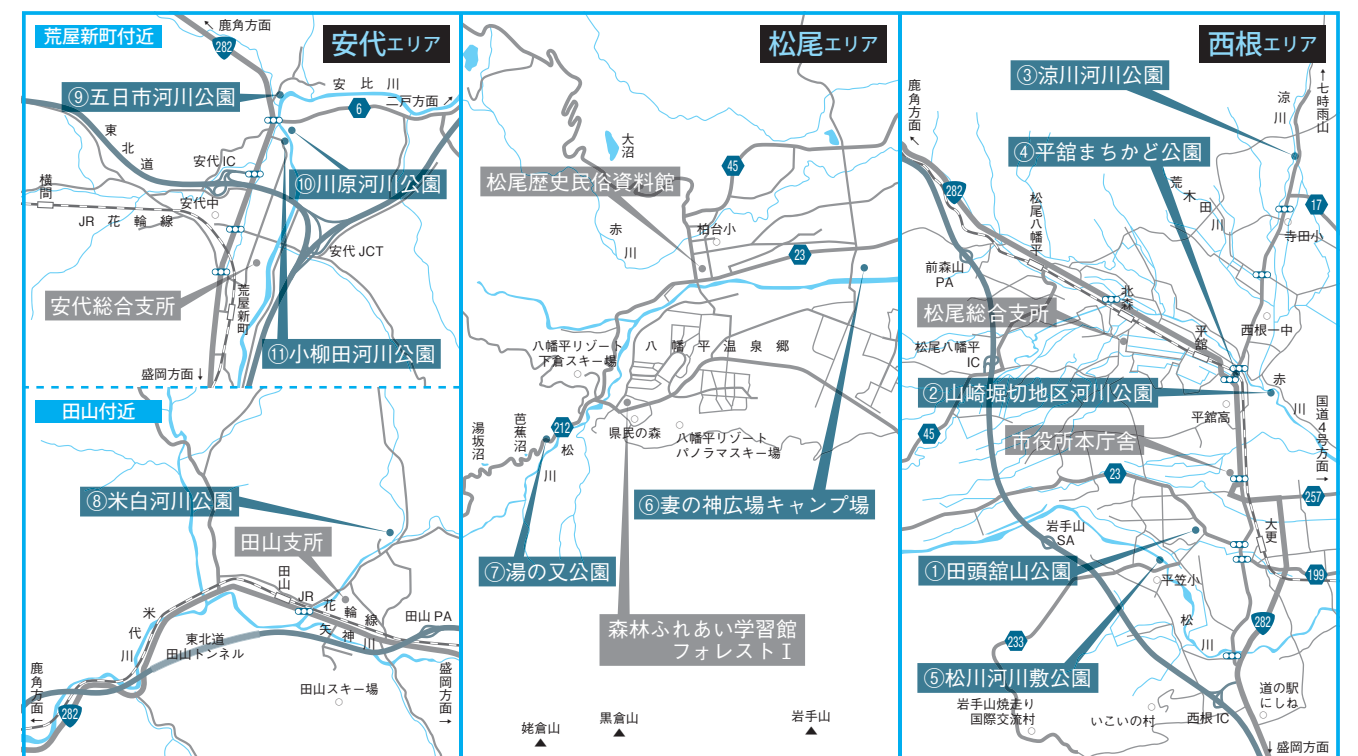 荒屋新町付近
↖鹿角方面
安代エリア
282
⑨五日市河川公園
安比川
二戸方面↗
6
東北道
安代IC
⑩川原河川公園
横間
安代中
JR花輪線
安代JCT
安代総合支所
荒屋新町
⑪小柳田河川公園
盛岡方面↓
田山付近
⑧米白河川公園
田山支所
田山
JR花輪線
田山PA
米代川
矢神川
東北道
田山トンネル
鹿角方面←
盛岡方面→
田山スキー場
282
松尾エリア
大沼
45
松尾歴史民俗資料館
赤川
柏台小
23
八幡平リゾート
下倉スキー場
八幡平温泉郷
湯坂沼
芭蕉沼
212
松川
県民の森
八幡平リゾート
パノラマスキー場
⑥妻の神広場キャンプ場
⑦湯の又公園
森林ふれあい学習館
フォレストⅠ
姥倉山
黒倉山
岩手山
西根エリア
③涼川河川公園
↑七時雨山
涼川
鹿角方面↖
④平舘まちかど公園
282
松尾八幡平
荒木田川
17
寺田小
前森山
PA
北森
松尾総合支所
平舘
西根一中
松尾八幡平
IC
赤川
②山崎堀切地区河川公園
平舘高
国道4号方面→
45
市役所本庁舎
23
257
岩手山
SA
大更
①田頭舘山公園
平笠小
199
松川
282
233
⑤松川河川敷公園
岩手山焼走り
国際交流村
いこいの村
西根IC
道の駅
にしね
↓盛岡方面